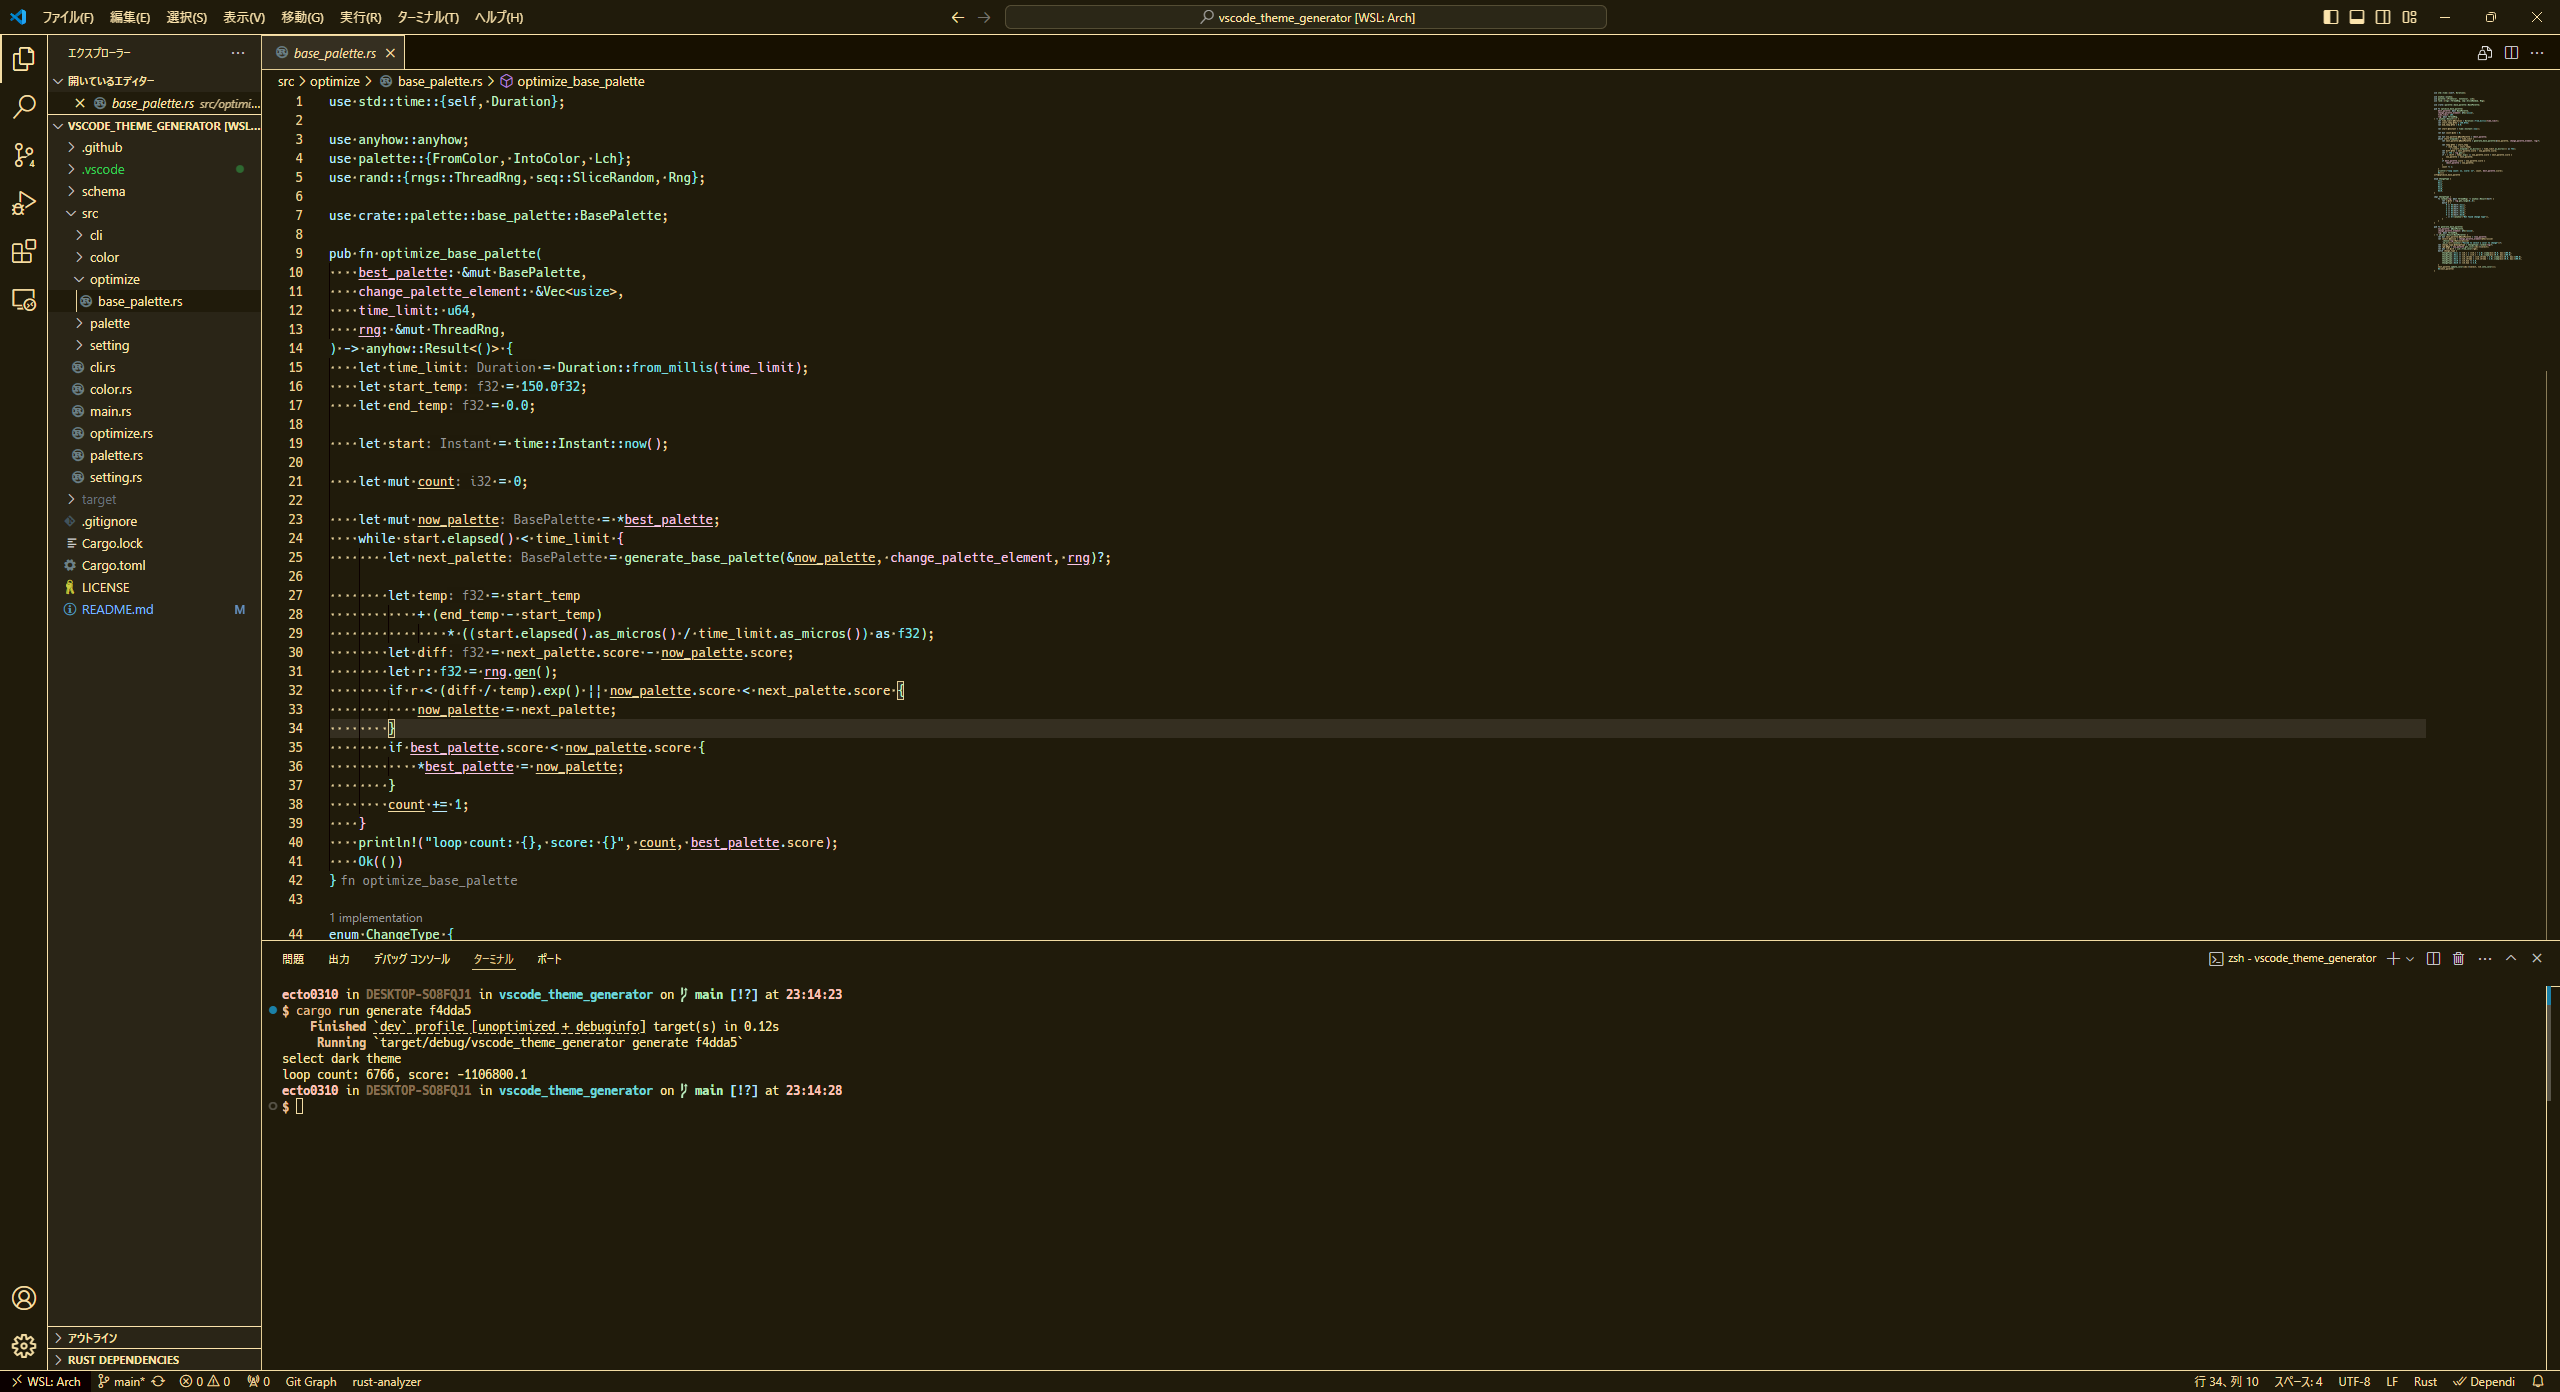 ファイル(F) 編集(E) 選択(S) 表示(V) 移動(G) 実行(R) ターミナル(T) ヘルプ(H)
vscode_theme_generator [WSL: Arch]
エクスプローラー
開いているエディター
base_palette.rs src/optimi...
VSCODE_THEME_GENERATOR [WSL...
.github
.vscode
schema
src
cli
color
optimize
base_palette.rs
palette
setting
cli.rs
color.rs
main.rs
optimize.rs
palette.rs
setting.rs
target
.gitignore
Cargo.lock
Cargo.toml
LICENSE
README.md M
アウトライン
RUST DEPENDENCIES
4
base_palette.rs
src > optimize > base_palette.rs > optimize_base_palette
1 use std::time::{self, Duration};
2
3 use anyhow::anyhow;
4 use palette::{FromColor, IntoColor, Lch};
5 use rand::{rngs::ThreadRng, seq::SliceRandom, Rng};
6
7 use crate::palette::base_palette::BasePalette;
8
9 pub fn optimize_base_palette(
10 best_palette: &mut BasePalette,
11 change_palette_element: &Vec<usize>,
12 time_limit: u64,
13 rng: &mut ThreadRng,
14 ) -> anyhow::Result<()> {
15 let time_limit: Duration = Duration::from_millis(time_limit);
16 let start_temp: f32 = 150.0f32;
17 let end_temp: f32 = 0.0;
18
19 let start: Instant = time::Instant::now();
20
21 let mut count: i32 = 0;
22
23 let mut now_palette: BasePalette = *best_palette;
24 while start.elapsed() < time_limit {
25 let next_palette: BasePalette = generate_base_palette(&now_palette, change_palette_element, rng)?;
26
27 let temp: f32 = start_temp
28 + (end_temp - start_temp)
29 * ((start.elapsed().as_micros() / time_limit.as_micros()) as f32);
30 let diff: f32 = next_palette.score - now_palette.score;
31 let r: f32 = rng.gen();
32 if r < (diff / temp).exp() || now_palette.score < next_palette.score {
33 now_palette = next_palette;
34 }
35 if best_palette.score < now_palette.score {
36 *best_palette = now_palette;
37 }
38 count += 1;
39 }
40 println!("loop count: {}, score: {}", count, best_palette.score);
41 Ok(())
42 } fn optimize_base_palette
43
1 implementation
44 enum ChangeType {
問題 出力 デバッグ コンソール ターミナル ポート
zsh - vscode_theme_generator
ecto0310 in DESKTOP-SO8FQJ1 in vscode_theme_generator on main [!?] at 23:14:23
$ cargo run generate f4dda5
Finished `dev` profile [unoptimized + debuginfo] target(s) in 0.12s
Running `target/debug/vscode_theme_generator generate f4dda5`
select dark theme
loop count: 6766, score: -1106800.1
ecto0310 in DESKTOP-SO8FQJ1 in vscode_theme_generator on main [!?] at 23:14:28
$
WSL: Arch main* 0 0 0 Git Graph rust-analyzer
行 34、列 10 スペース: 4 UTF-8 LF Rust Dependi